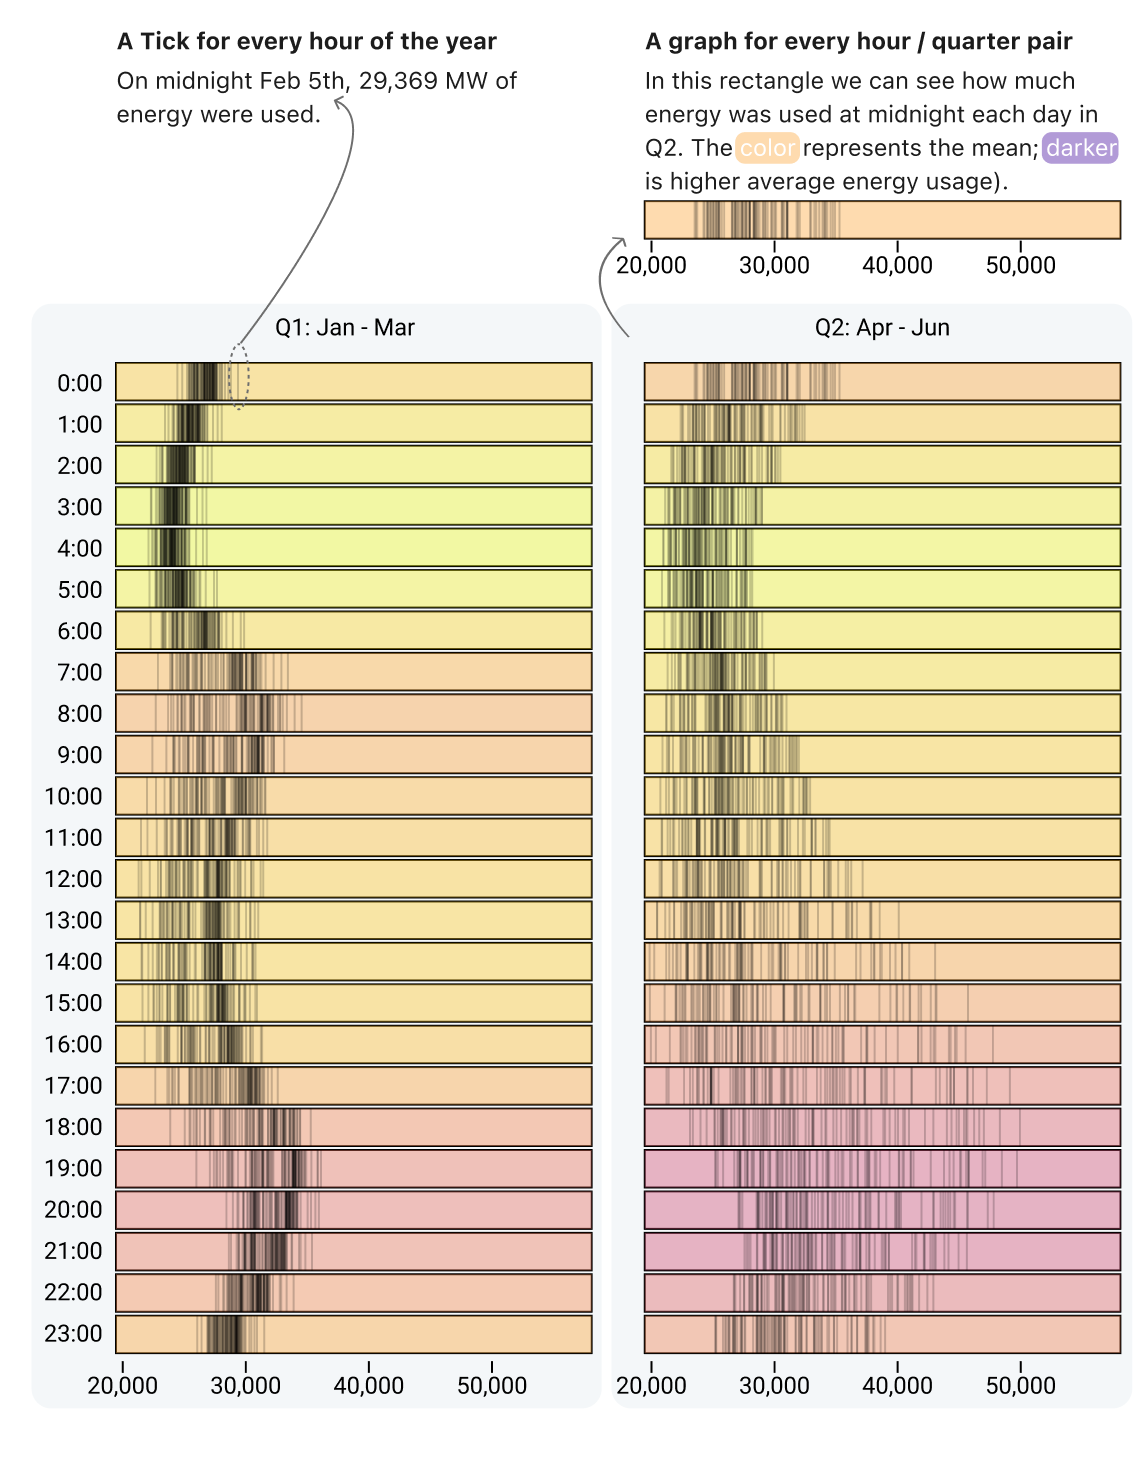 A Tick for every hour of the year
On midnight Feb 5th, 29,369 MW of
energy were used.
A graph for every hour / quarter pair
In this rectangle we can see how much
energy was used at midnight each day in
Q2. The color represents the mean; darker
is higher average energy usage).
20,000 30,000 40,000 50,000
Q1: Jan - Mar
Q2: Apr - Jun
0:00
1:00
2:00
3:00
4:00
5:00
6:00
7:00
8:00
9:00
10:00
11:00
12:00
13:00
14:00
15:00
16:00
17:00
18:00
19:00
20:00
21:00
22:00
23:00
20,000 30,000 40,000 50,000
20,000 30,000 40,000 50,000